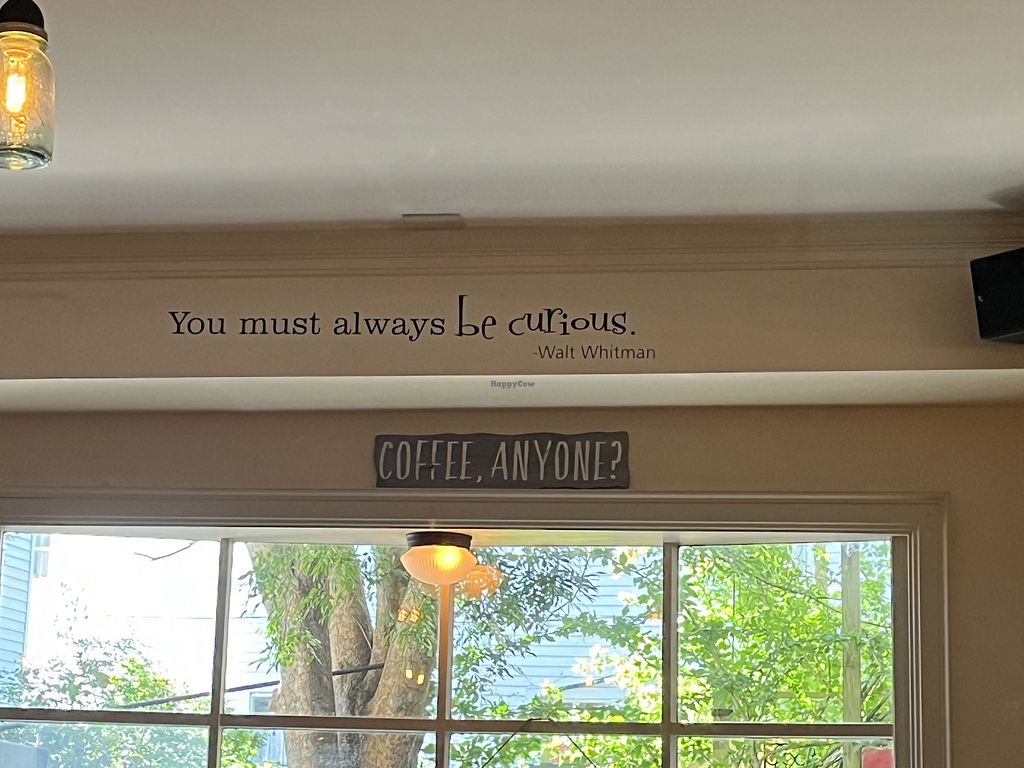 You must always be curious.
-Walt Whitman
HappyCow
COFFEE, ANYONE?